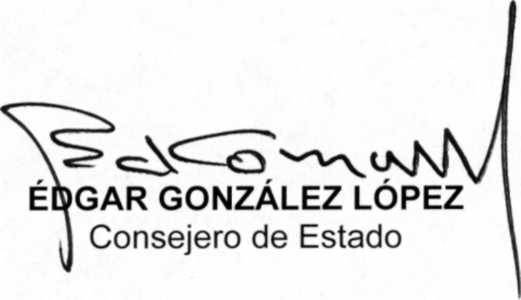 ÉDGAR GONZÁLEZ LÓPEZ
Consejero de Estado